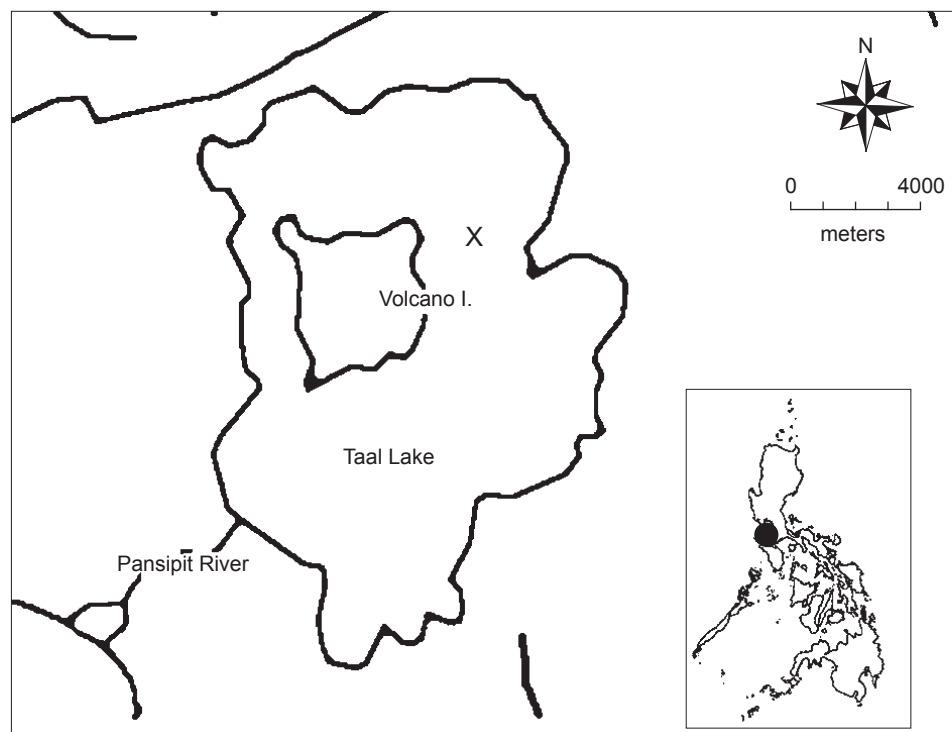 N
0 4000
meters
X
Volcano I.
Taal Lake
Pansipit River